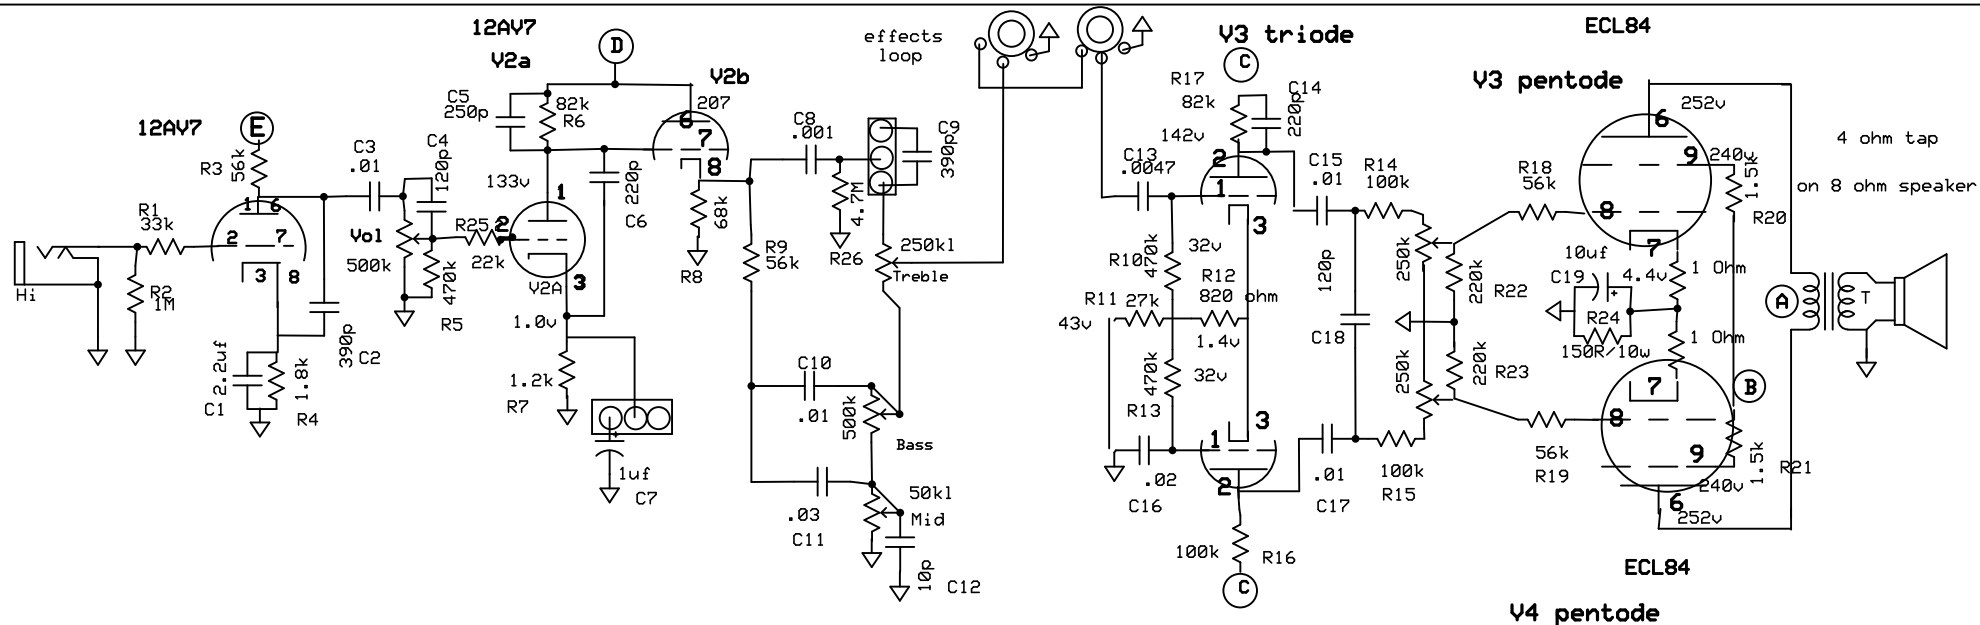 12AV7
V2a
D
V2b
effects
loop
V3 triode
C
ECL84
V3 pentode
12AV7
E
R3
56k
C3
.01
C4
120p
C5
250p
82k
R6
207
6
7
8
C8
.001
C9
390p
R17
82k
142v
C14
220p
252v
6
9
240v
1.5k
R20
4 ohm tap
on 8 ohm speaker
Hi
R1
33k
R2
1M
1
6
2
7
3
8
Vol
500k
470k
R5
R25
22k
133v
1
2
3
V2A
1.0v
220p
C6
68k
R8
R9
56k
4.7M
R26
250kl
Treble
C13
.0047
2
1
3
C15
.01
R14
100k
R18
56k
8
7
10uf
C19
+
4.4v
1 Ohm
R24
150R/10w
1 Ohm
A
T
R10
470k
32v
R12
820 ohm
R11
27k
43v
1.4v
120p
C18
250k
220k
R22
250k
220k
R23
2.2uf
C1
1.8k
R4
390p
C2
1.2k
R7
+
1uf
C7
C10
.01
500k
Bass
.03
C11
50kl
Mid
10p
C12
470k
32v
R13
.02
C16
1
3
2
.01
C17
100k
R15
100k
R16
C
56k
R19
7
B
8
9
1.5k
R21
240v
6
252v
ECL84
V4 pentode